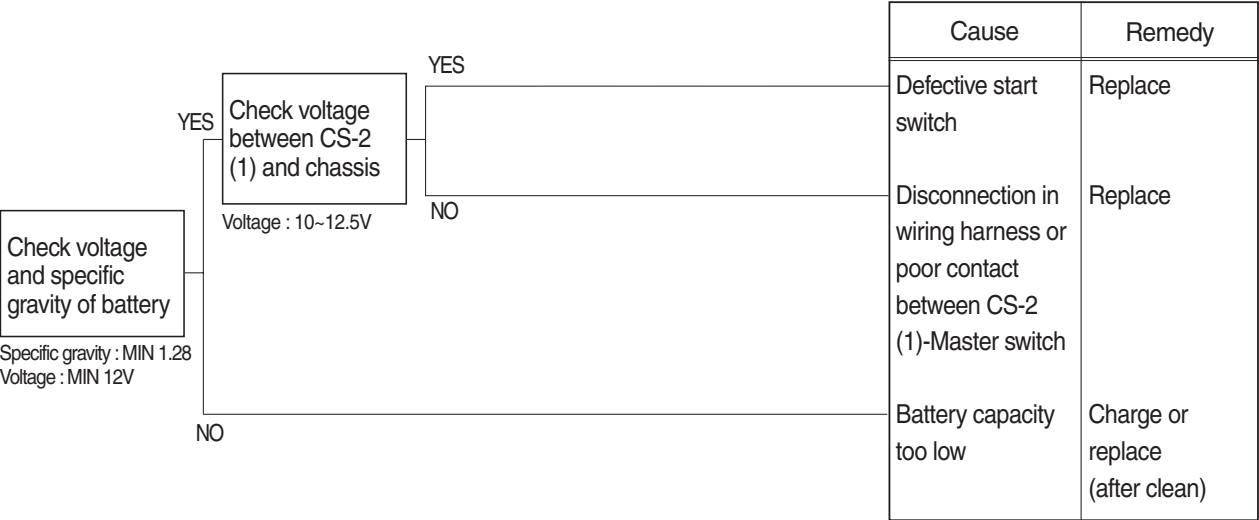 Cause
Remedy
YES
Defective start
switch
Replace
YES
Check voltage
between CS-2
(1) and chassis
Voltage : 10~12.5V
NO
Disconnection in
wiring harness or
poor contact
between CS-2
(1)-Master switch
Replace
Check voltage
and specific
gravity of battery
Specific gravity : MIN 1.28
Voltage : MIN 12V
NO
Battery capacity
too low
Charge or
replace
(after clean)